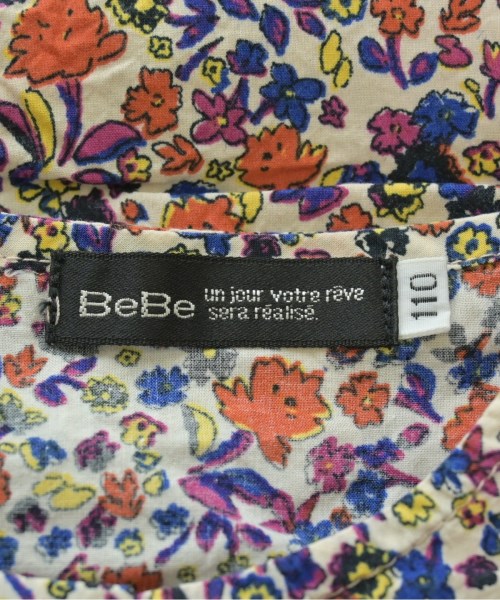 BeBe
un jour votre rêve
sera réalisé.
110